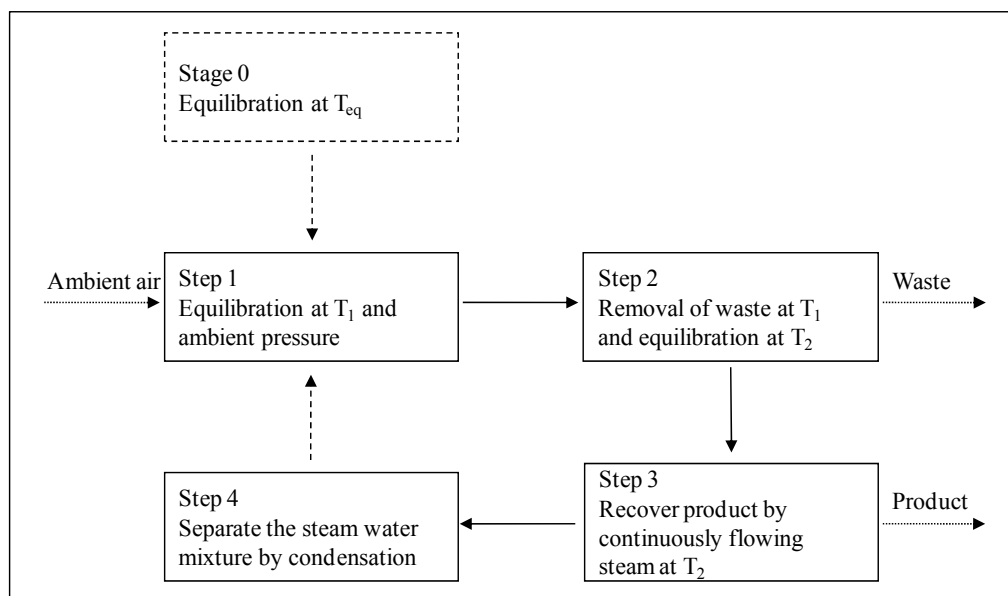 Stage 0
Equilibration at T_eq
Ambient air
Step 1
Equilibration at T_1 and
ambient pressure
Step 2
Removal of waste at T_1
and equilibration at T_2
Waste
Step 4
Separate the steam water
mixture by condensation
Step 3
Recover product by
continuously flowing
steam at T_2
Product